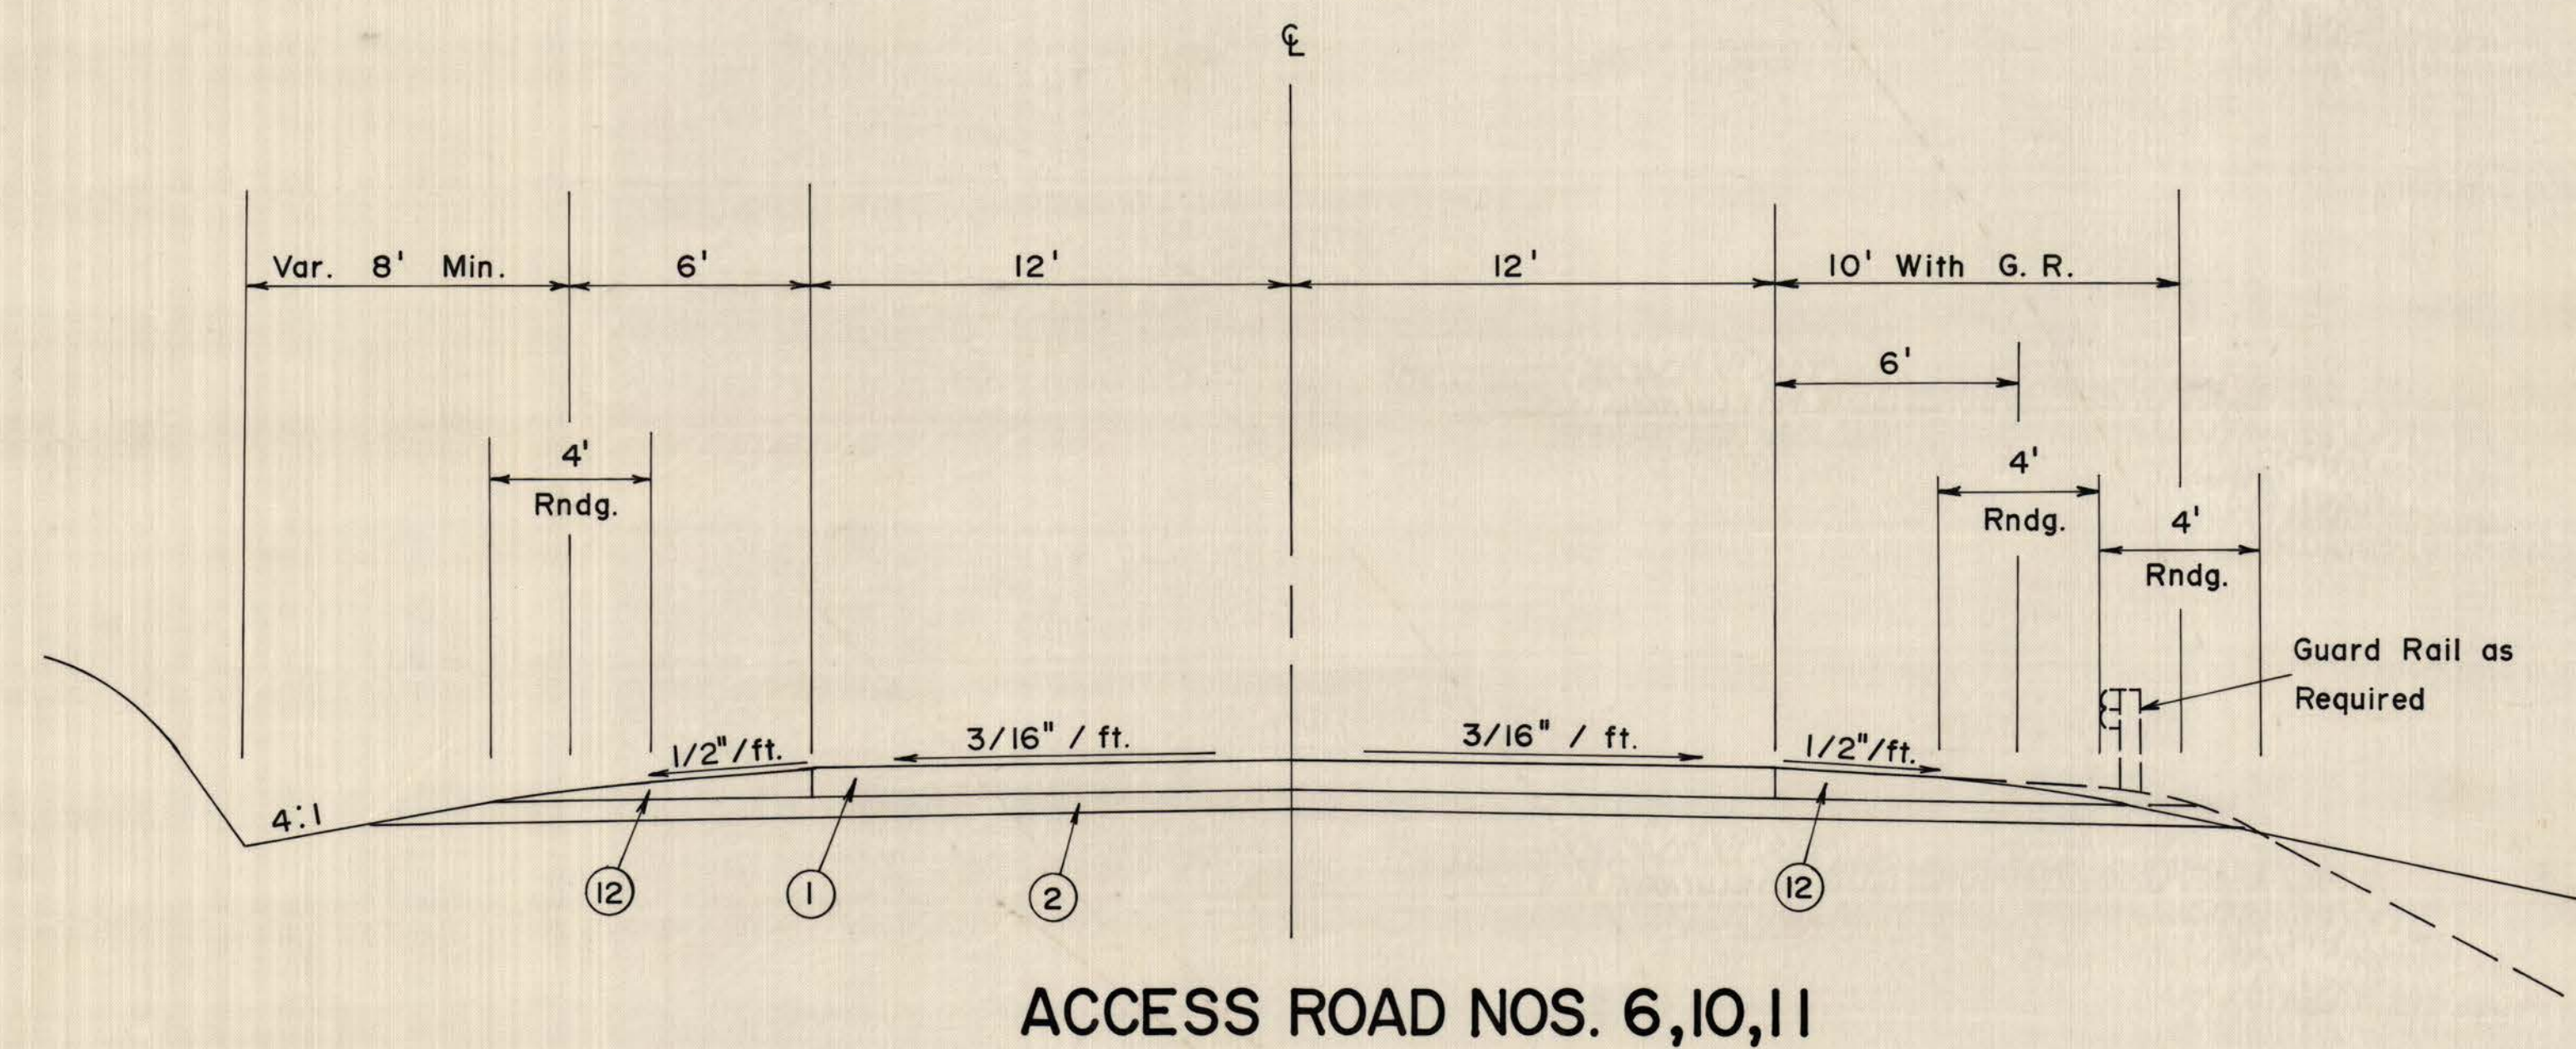 ℄
Var. 8' Min.
6'
12'
12'
10' With G. R.
6'
4'
Rndg.
4'
Rndg.
4'
Rndg.
Guard Rail as
Required
4:1
1/2"/ft.
3/16" / ft.
3/16" / ft.
1/2"/ft.
12
1
2
12
ACCESS ROAD NOS. 6,10,11